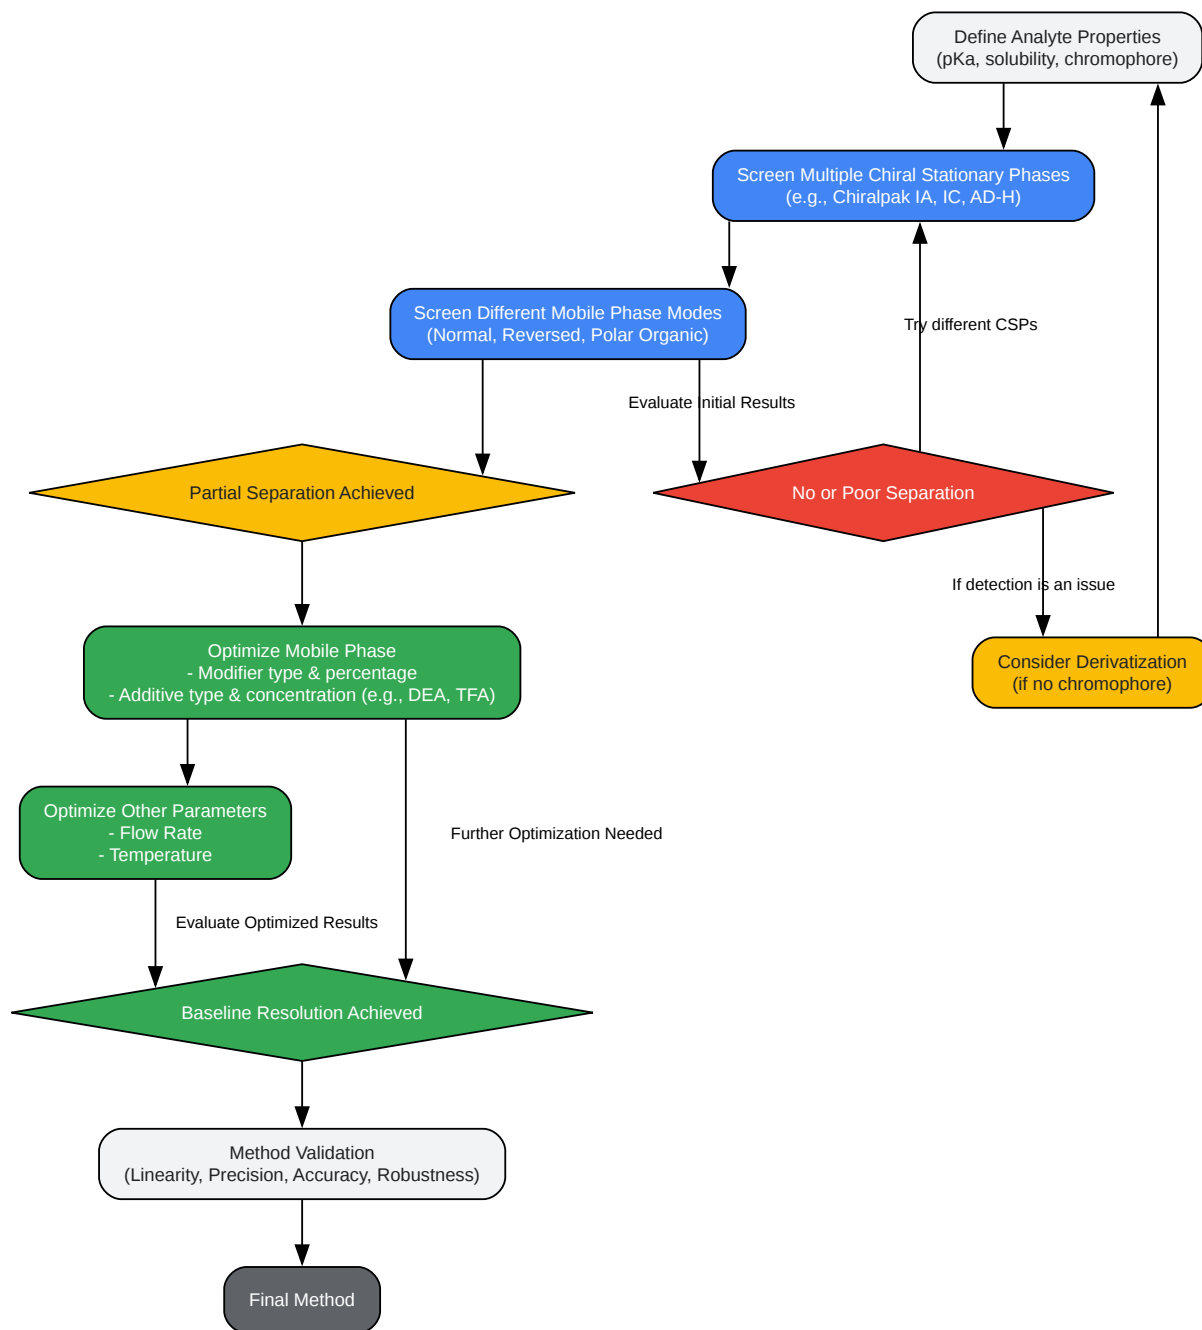 Define Analyte Properties
(pKa, solubility, chromophore)
Screen Multiple Chiral Stationary Phases
(e.g., Chiralpak IA, IC, AD-H)
Screen Different Mobile Phase Modes
(Normal, Reversed, Polar Organic)
Try different CSPs
Evaluate Initial Results
Partial Separation Achieved
No or Poor Separation
If detection is an issue
Optimize Mobile Phase
- Modifier type & percentage
- Additive type & concentration (e.g., DEA, TFA)
Consider Derivatization
(if no chromophore)
Optimize Other Parameters
- Flow Rate
- Temperature
Further Optimization Needed
Evaluate Optimized Results
Baseline Resolution Achieved
Method Validation
(Linearity, Precision, Accuracy, Robustness)
Final Method